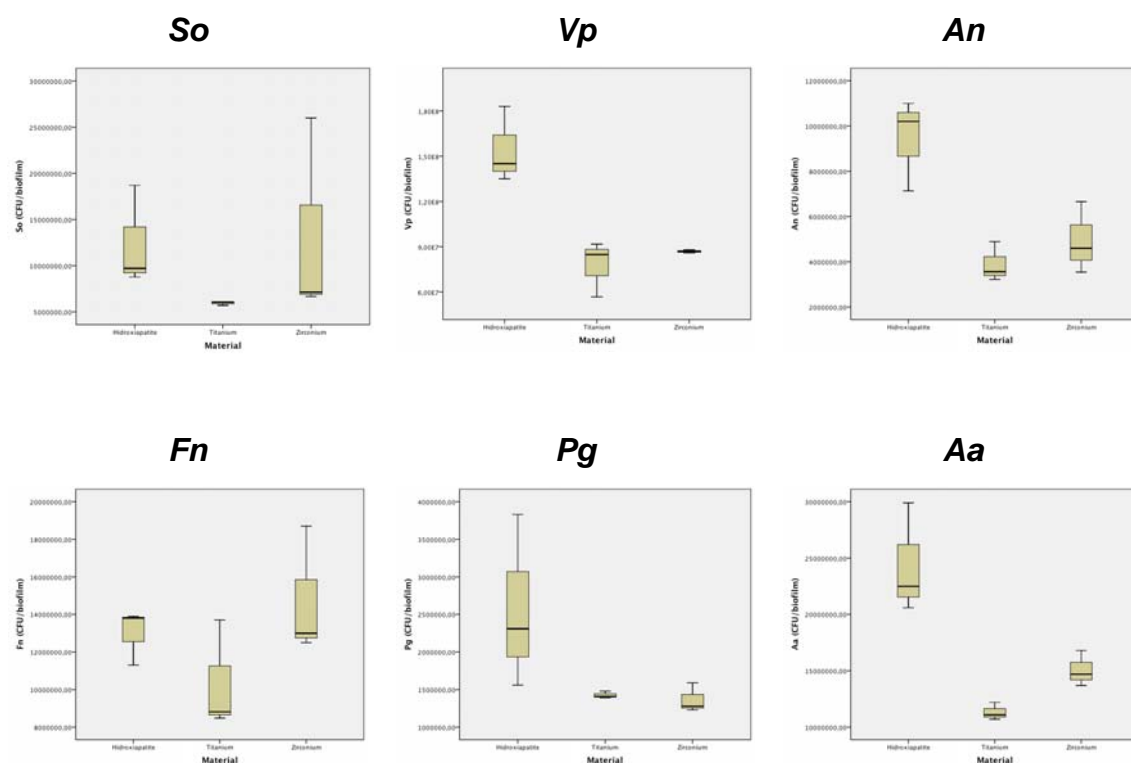 So
30000000,00
25000000,00
20000000,00
15000000,00
10000000,00
5000000,00
So (CFU/biofilm)
Hidroxiapatite Titanium Zirconium
Material
Vp
1,80E8
1,50E8
1,20E8
9,00E7
6,00E7
Vp (CFU/biofilm)
Hidroxiapatite Titanium Zirconium
Material
An
12000000,00
10000000,00
8000000,00
6000000,00
4000000,00
2000000,00
An (CFU/biofilm)
Hidroxiapatite Titanium Zirconium
Material
Fn
20000000,00
18000000,00
16000000,00
14000000,00
12000000,00
10000000,00
8000000,00
Fn (CFU/biofilm)
Hidroxiapatite Titanium Zirconium
Material
Pg
4000000,00
3500000,00
3000000,00
2500000,00
2000000,00
1500000,00
1000000,00
Pg (CFU/biofilm)
Hidroxiapatite Titanium Zirconium
Material
Aa
30000000,00
25000000,00
20000000,00
15000000,00
10000000,00
Aa (CFU/biofilm)
Hidroxiapatite Titanium Zirconium
Material